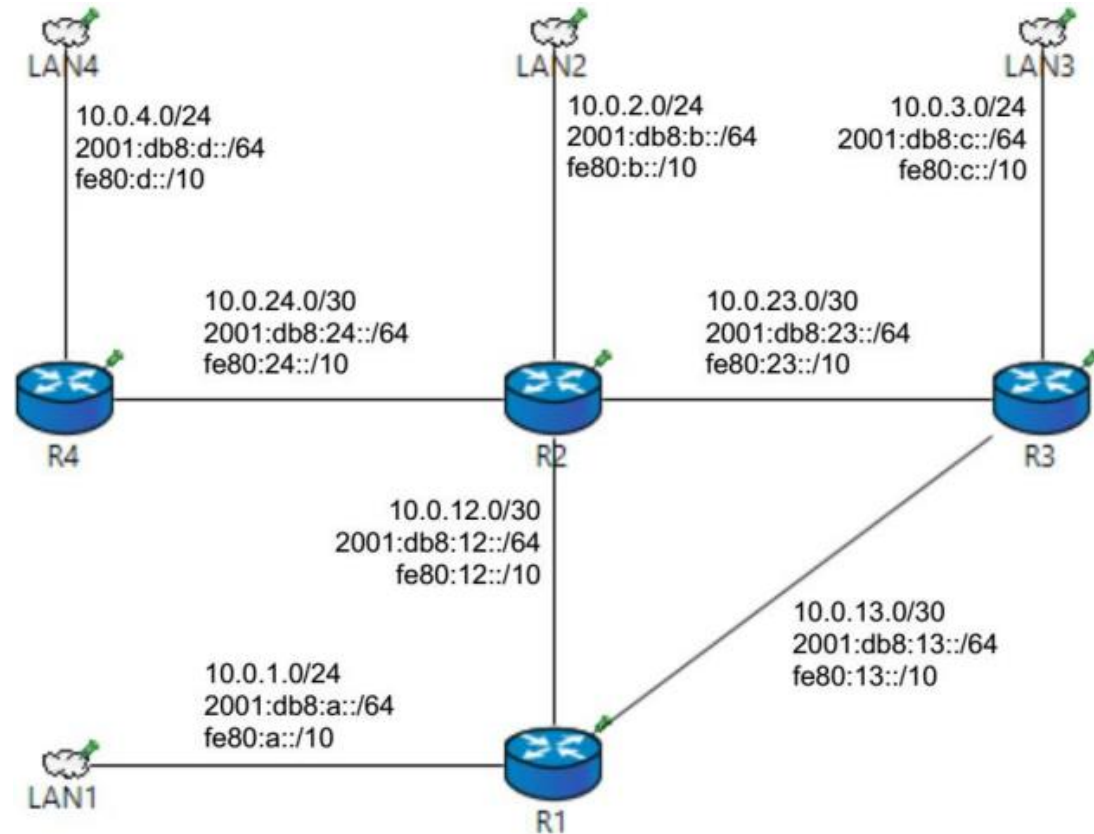 LAN4
LAN2
LAN3
10.0.4.0/24
2001:db8:d::/64
fe80:d::/10
10.0.2.0/24
2001:db8:b::/64
fe80:b::/10
10.0.3.0/24
2001:db8:c::/64
fe80:c::/10
10.0.24.0/30
2001:db8:24::/64
fe80:24::/10
10.0.23.0/30
2001:db8:23::/64
fe80:23::/10
R4
R2
R3
10.0.12.0/30
2001:db8:12::/64
fe80:12::/10
10.0.13.0/30
2001:db8:13::/64
fe80:13::/10
10.0.1.0/24
2001:db8:a::/64
fe80:a::/10
LAN1
R1